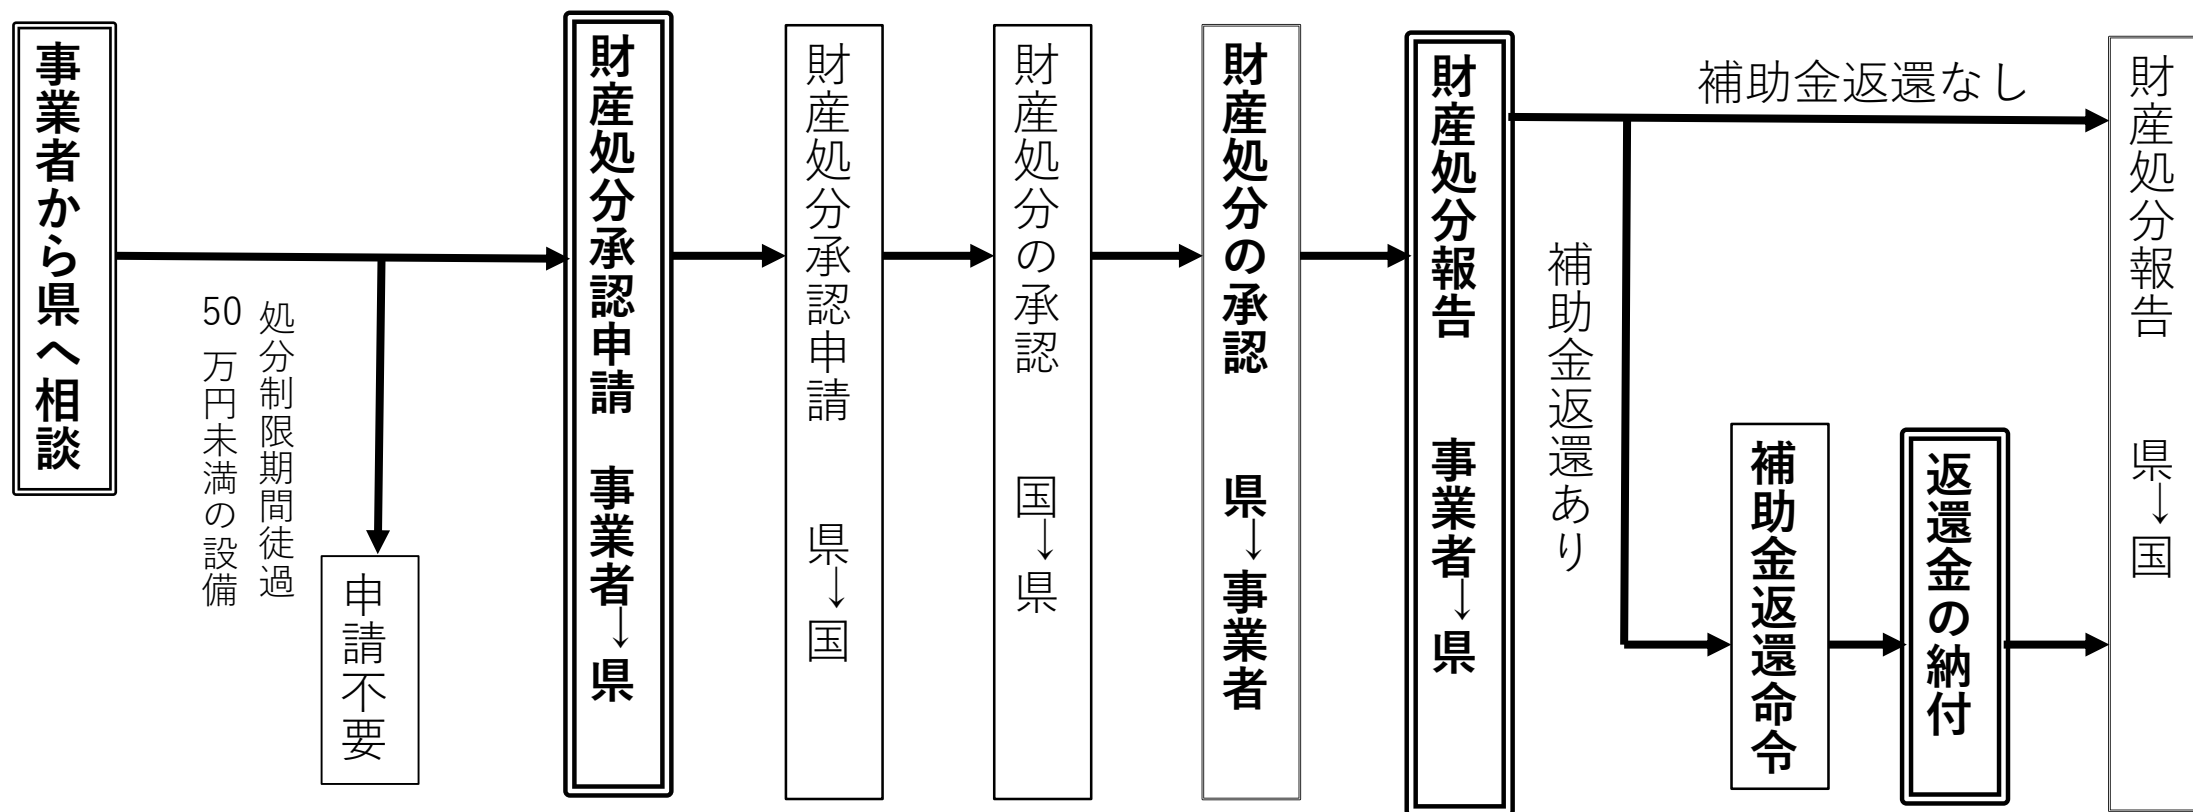 事業者から県へ相談
処分制限期間徒過
50万円未満の設備
申請不要
財産処分承認申請　事業者→県
財産処分承認申請　県→国
財産処分の承認　国→県
財産処分の承認　県→事業者
財産処分報告　事業者→県
補助金返還なし
補助金返還あり
補助金返還命令
返還金の納付
財産処分報告　県→国